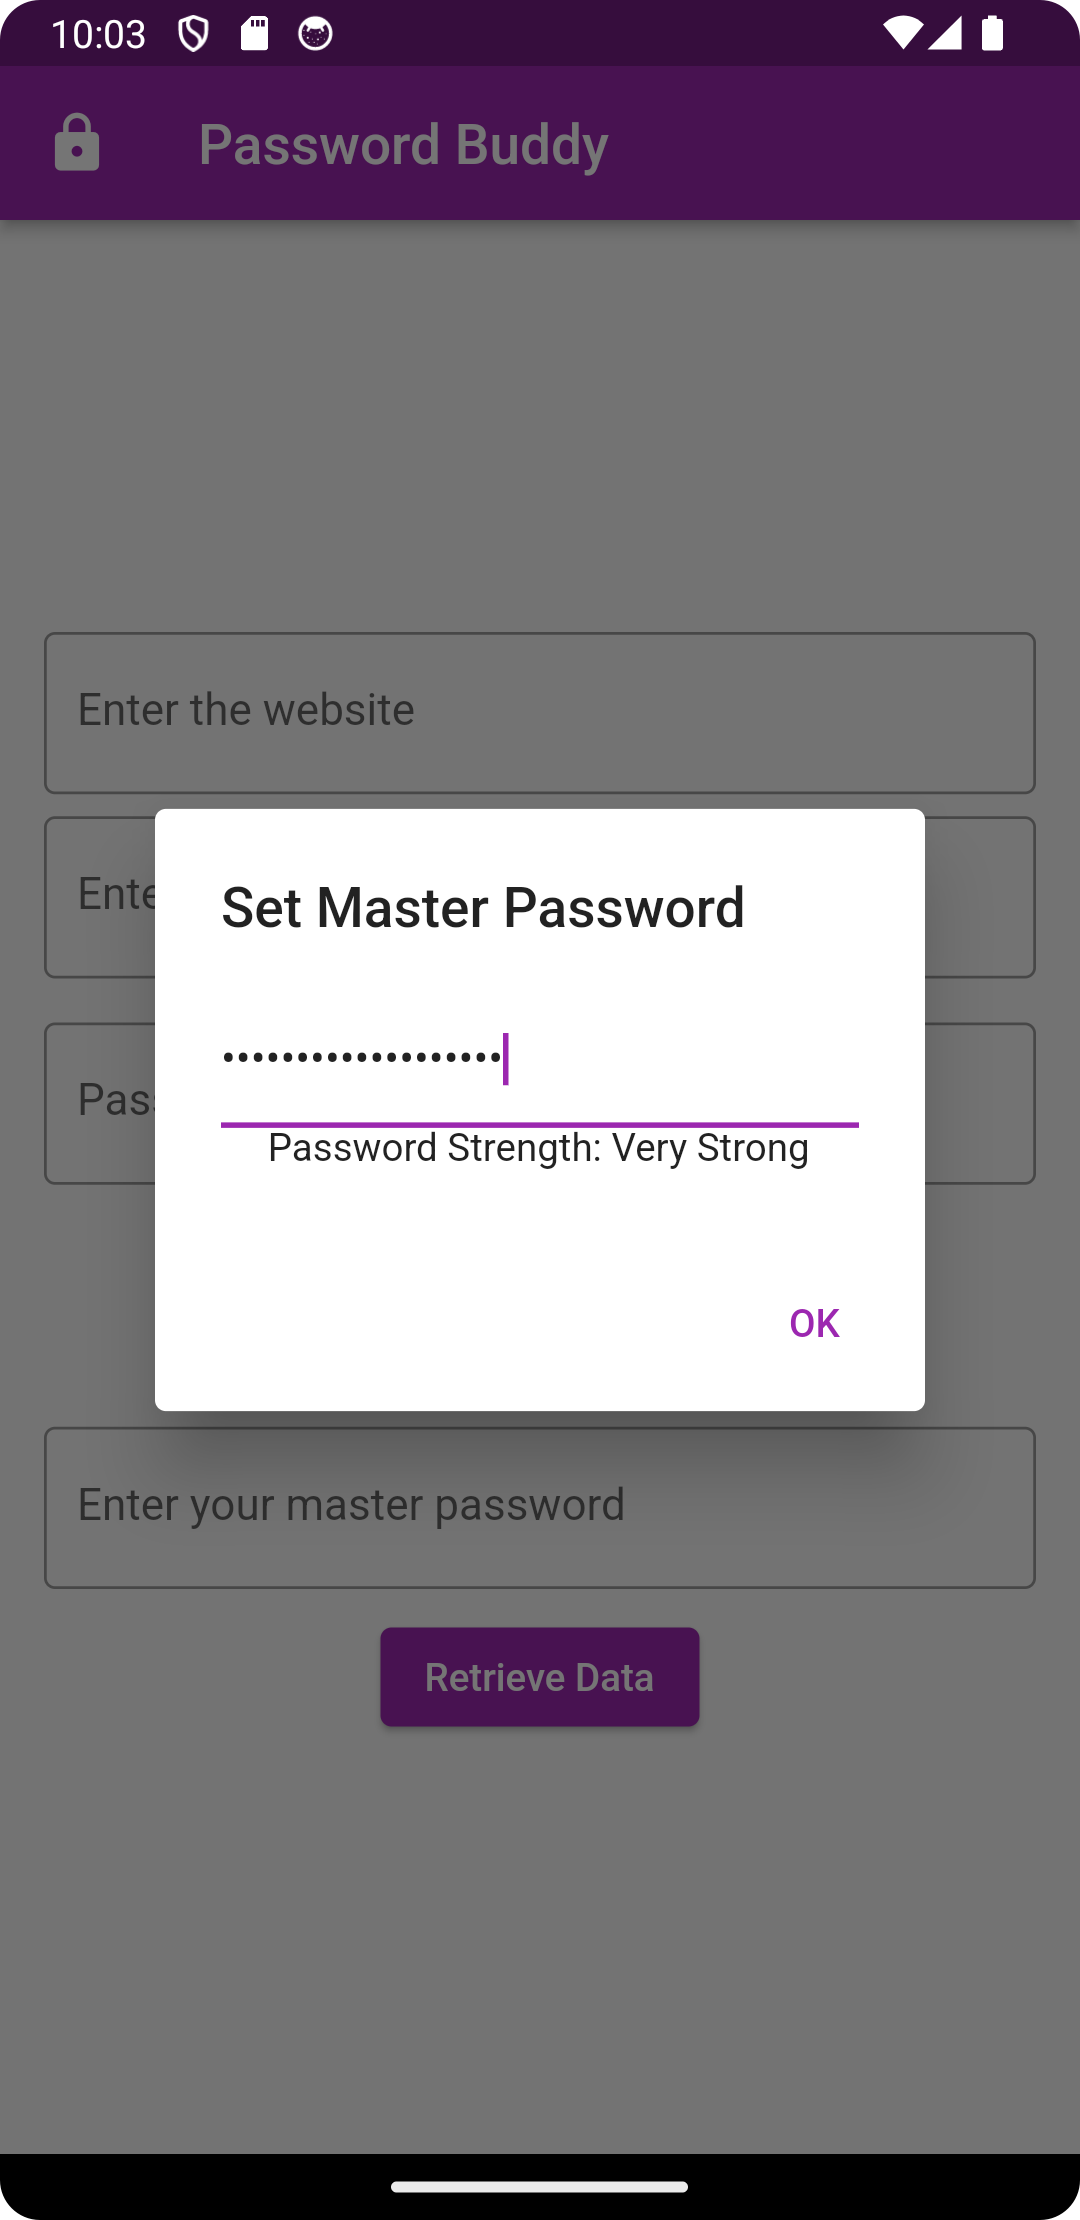 10:03
Password Buddy
Enter the website
Ente
Pass
Set Master Password
•••••••••••••••••••
Password Strength: Very Strong
OK
Enter your master password
Retrieve Data